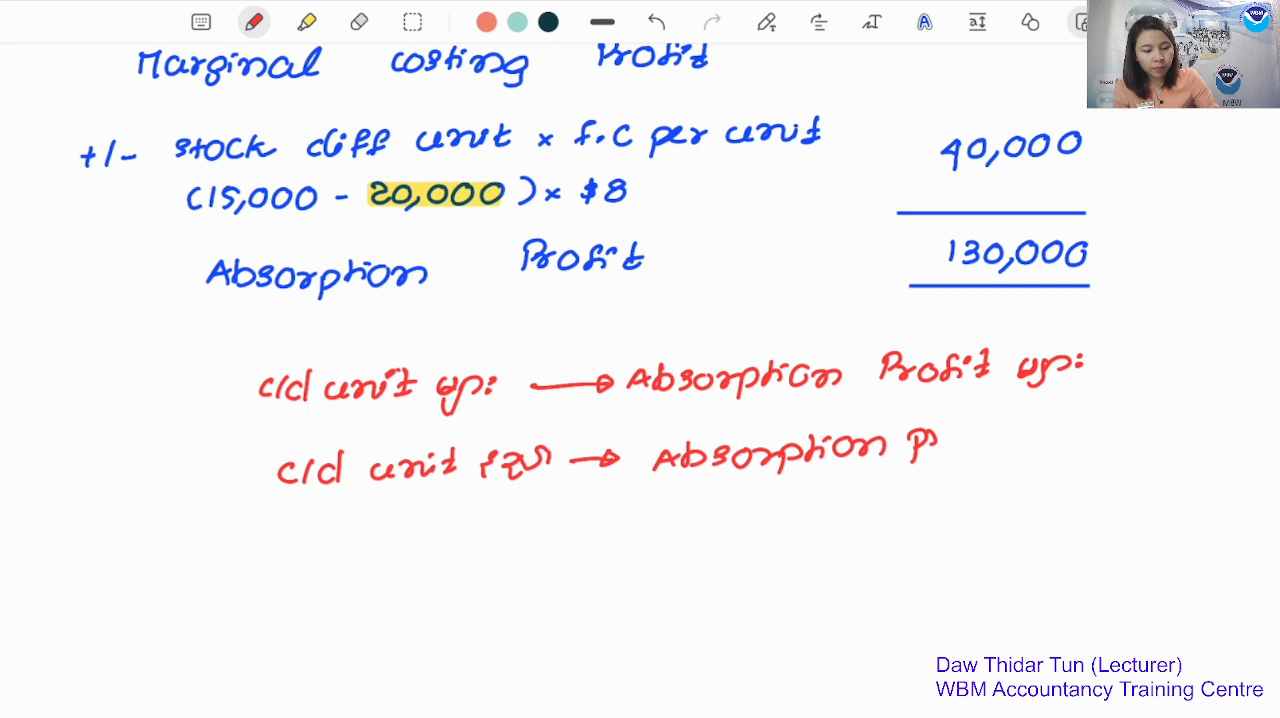 Marginal costing Profit
+/- stock diff unit × f.c per unit 40,000
(15,000 - 20,000) × $8
Absorption Profit 130,000
c/d unit များ → Absorption Profit များ
c/d unit နည်း → Absorption
Daw Thidar Tun (Lecturer)
WBM Accountancy Training Centre